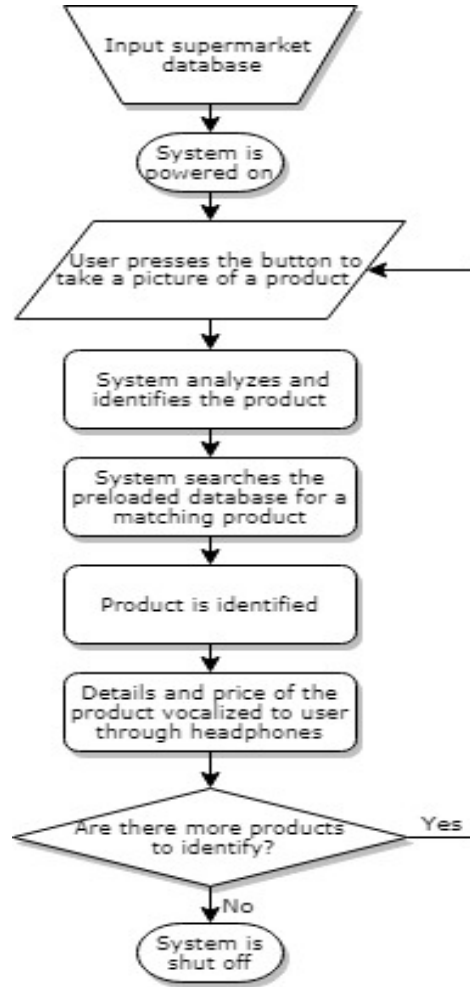 Input supermarket
database
System is
powered on
User presses the button to
take a picture of a product
System analyzes and
identifies the product
System searches the
preloaded database for a
matching product
Product is identified
Details and price of the
product vocalized to user
through headphones
Are there more products
to identify?
Yes
No
System is
shut off